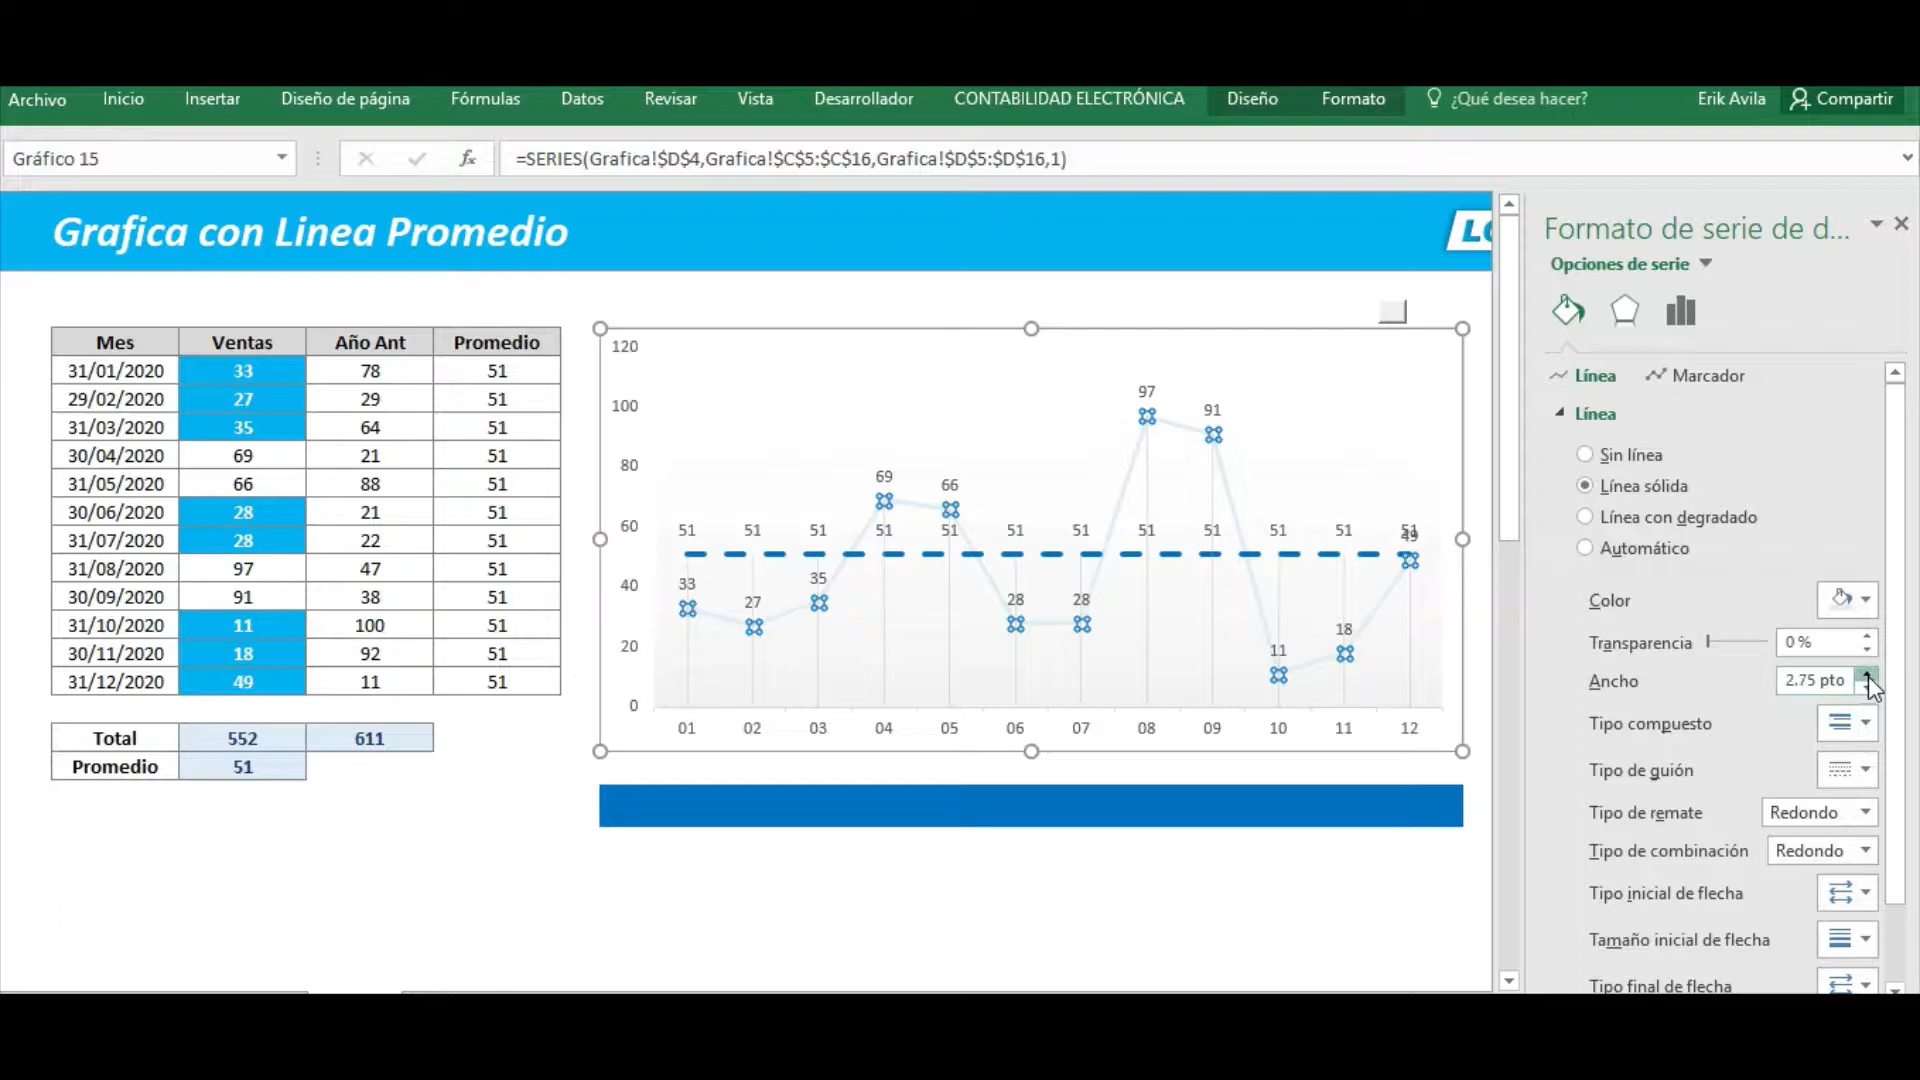 Archivo Inicio Insertar Diseño de página Fórmulas Datos Revisar Vista Desarrollador CONTABILIDAD ELECTRÓNICA Diseño Formato ¿Qué desea hacer? Erik Avila Compartir
Gráfico 15 fx =SERIES(Grafica!$D$4,Grafica!$C$5:$C$16,Grafica!$D$5:$D$16,1)
Grafica con Linea Promedio
Mes Ventas Año Ant Promedio
31/01/2020 33 78 51
29/02/2020 27 29 51
31/03/2020 35 64 51
30/04/2020 69 21 51
31/05/2020 66 88 51
30/06/2020 28 21 51
31/07/2020 28 22 51
31/08/2020 97 47 51
30/09/2020 91 38 51
31/10/2020 11 100 51
30/11/2020 18 92 51
31/12/2020 49 11 51
Total 552 611
Promedio 51
120
100
80
60
40
20
0
97
91
69
66
51 51 51 51 51 51 51 51 51 51 51 51
49
33
27
35
28
28
11
18
01 02 03 04 05 06 07 08 09 10 11 12
Formato de serie de d...
Opciones de serie
Línea Marcador
Línea
Sin línea
Línea sólida
Línea con degradado
Automático
Color
Transparencia 0 %
Ancho 2.75 pto
Tipo compuesto
Tipo de guión
Tipo de remate Redondo
Tipo de combinación Redondo
Tipo inicial de flecha
Tamaño inicial de flecha
Tipo final de flecha